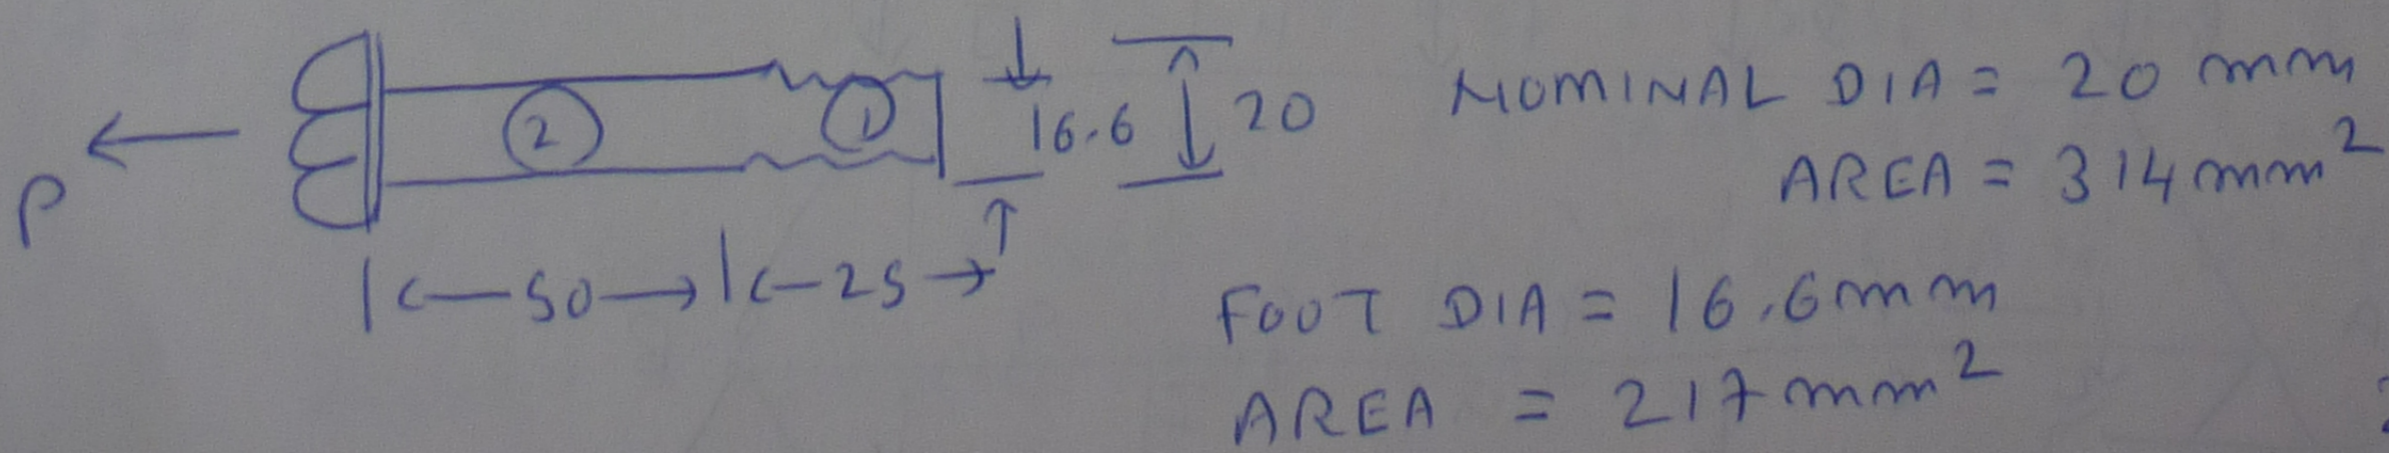 P
2
1
16.6
20
50
25
NOMINAL DIA = 20 mm
AREA = 314 mm²
FOOT DIA = 16.6 mm
AREA = 217 mm²